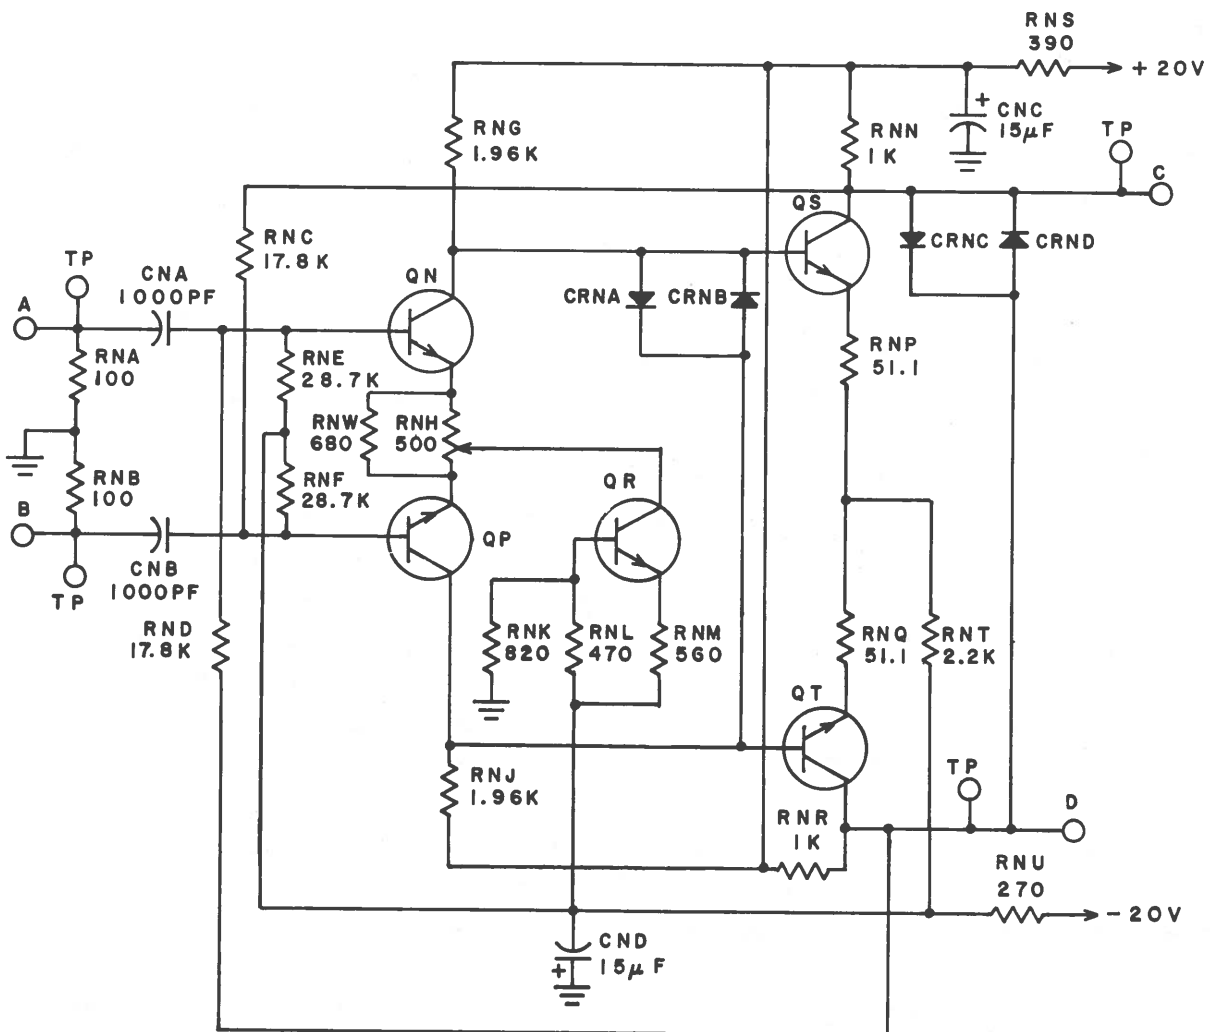 RNS
390
+ 20V
+
CNC
15µF
TP
C
RNG
1.96K
RNN
1K
QS
RNC
17.8K
TP
CNA
1000PF
A
QN
CRNA
CRNB
CRNC
CRND
RNA
100
RNE
28.7K
RNP
51.1
RNW
680
RNH
500
RNB
100
RNF
28.7K
QR
B
QP
CNB
1000PF
TP
RND
17.8K
RNK
820
RNL
470
RNM
560
RNQ
51.1
RNT
2.2K
QT
RNJ
1.96K
TP
D
RNR
1K
RNU
270
- 20V
CND
15µF
+